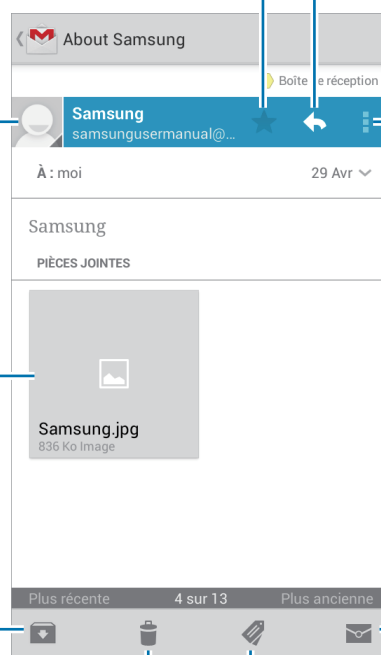 About Samsung
Boîte de réception
Samsung
samsungusermanual@...
À : moi
29 Avr
Samsung
PIÈCES JOINTES
Samsung.jpg
836 Ko Image
Plus récente
4 sur 13
Plus ancienne